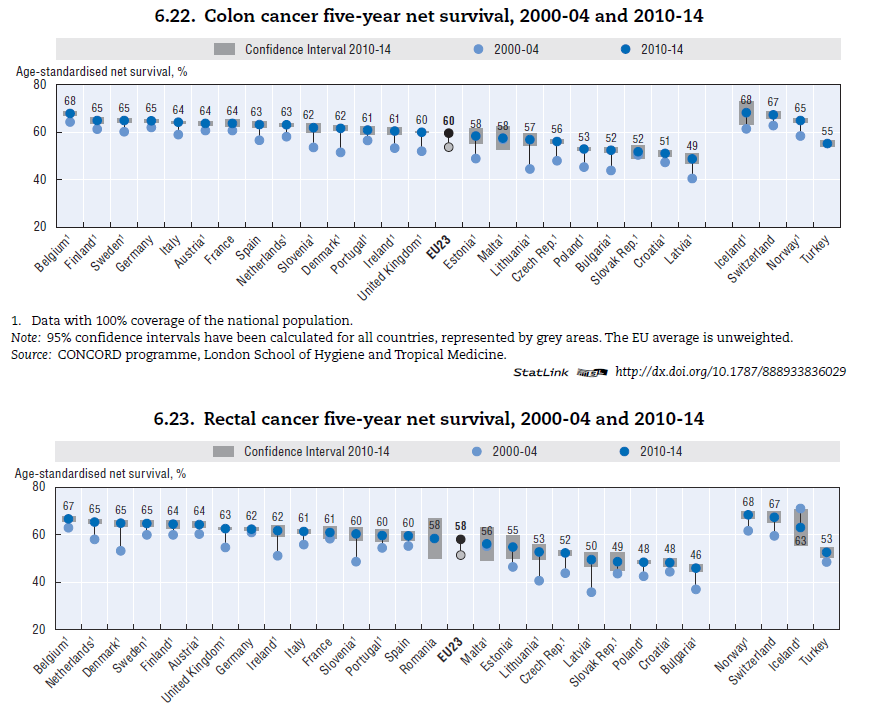 6.22. Colon cancer five-year net survival, 2000-04 and 2010-14
Confidence Interval 2010-14 2000-04 2010-14
Age-standardised net survival, %
80
60
40
20
68 65 65 65 64 64 64 63 63 62 62 61 61 60 60 58 58 57 56 53 52 52 51 49 68 67 65 55
Belgium¹ Finland¹ Sweden¹ Germany Italy Austria¹ France Spain Netherlands¹ Slovenia¹ Denmark¹ Portugal¹ Ireland¹ United Kingdom¹ EU23 Estonia¹ Malta¹ Lithuania¹ Czech Rep.¹ Poland¹ Bulgaria¹ Slovak Rep.¹ Croatia¹ Latvia¹ Iceland¹ Switzerland Norway¹ Turkey
1. Data with 100% coverage of the national population.
Note: 95% confidence intervals have been calculated for all countries, represented by grey areas. The EU average is unweighted.
Source: CONCORD programme, London School of Hygiene and Tropical Medicine.
StatLink http://dx.doi.org/10.1787/888933836029
6.23. Rectal cancer five-year net survival, 2000-04 and 2010-14
Confidence Interval 2010-14 2000-04 2010-14
Age-standardised net survival, %
80
60
40
20
67 65 65 65 64 64 63 62 62 61 61 60 60 60 58 58 56 55 53 52 50 49 48 48 46 68 67 63 53
Belgium¹ Netherlands¹ Denmark¹ Sweden¹ Finland¹ Austria¹ United Kingdom¹ Germany Ireland¹ Italy France Slovenia¹ Portugal¹ Spain Romania EU23 Malta¹ Estonia¹ Lithuania¹ Czech Rep.¹ Latvia¹ Slovak Rep.¹ Poland¹ Croatia¹ Bulgaria¹ Norway¹ Switzerland Iceland¹ Turkey